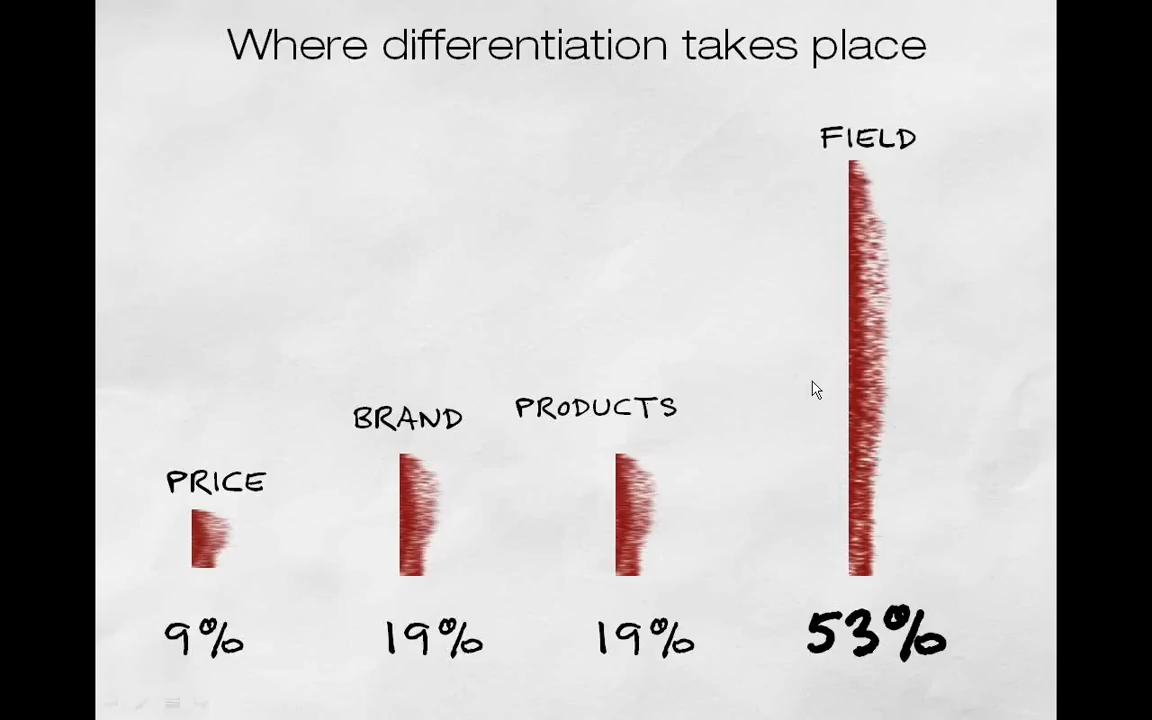 Where differentiation takes place
FIELD
BRAND
PRODUCTS
PRICE
9%
19%
19%
53%